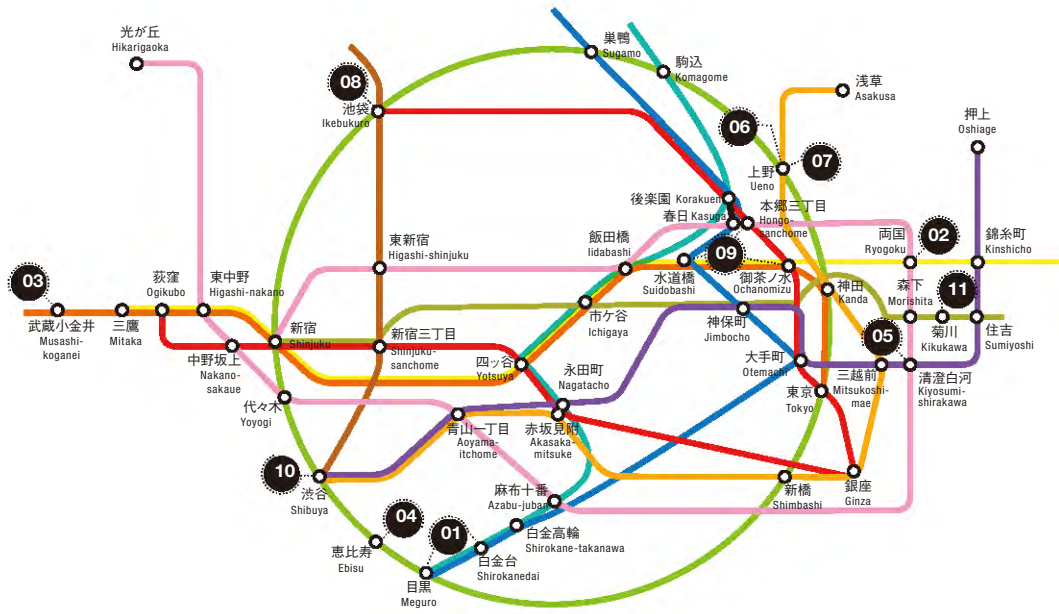 光が丘
Hikarigaoka
巣鴨
Sugamo
駒込
Komagome
浅草
Asakusa
押上
Oshiage
08
池袋
Ikebukuro
06
07
上野
Ueno
後楽園 Korakuen
春日 Kasuga
本郷三丁目
Hongo-
sanchome
東新宿
Higashi-shinjuku
飯田橋
Iidabashi
水道橋
Suidobashi
09
御茶ノ水
Ochanomizu
両国
Ryogoku
02
錦糸町
Kinshicho
03
武蔵小金井
Musashi-
koganei
三鷹
Mitaka
荻窪
Ogikubo
東中野
Higashi-nakano
神田
Kanda
森下
Morishita
11
菊川
Kikukawa
住吉
Sumiyoshi
新宿
Shinjuku
新宿三丁目
Shinjuku-
sanchome
市ケ谷
Ichigaya
神保町
Jimbocho
中野坂上
Nakano-
sakaue
四ッ谷
Yotsuya
永田町
Nagatacho
大手町
Otemachi
05
三越前
Mitsukoshi-
mae
清澄白河
Kiyosumi-
shirakawa
代々木
Yoyogi
東京
Tokyo
青山一丁目
Aoyama-
itchome
赤坂見附
Akasaka-
mitsuke
10
渋谷
Shibuya
麻布十番
Azabu-juban
新橋
Shimbashi
銀座
Ginza
04
恵比寿
Ebisu
01
白金高輪
Shirokane-takanawa
白金台
Shirokanedai
目黒
Meguro